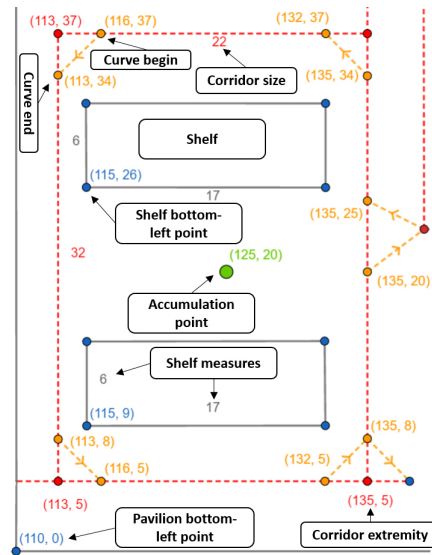 (113, 37)
(116, 37)
(132, 37)
22
Curve begin
Corridor size
Curve end
(113, 34)
(135, 34)
6
Shelf
(115, 26)
17
Shelf bottom-
left point
(135, 25)
32
(125, 20)
(135, 20)
Accumulation
point
6
Shelf measures
17
(115, 9)
(113, 8)
(135, 8)
(116, 5)
(132, 5)
(113, 5)
(135, 5)
Pavilion bottom-
left point
(110, 0)
Corridor extremity